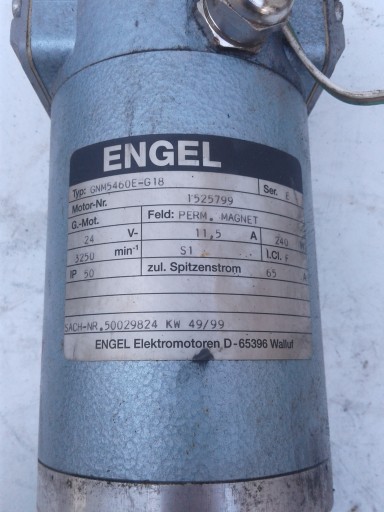 ENGEL
Typ: GNM5460E-G18 Ser. E
Motor-Nr. 1525799
G.-Mot. Feld: PERM. MAGNET
24 V- 11,5 A 240
3250 min⁻¹ S1 I.Cl. F
IP 50 zul. Spitzenstrom 65 A
SACH-NR.50029824 KW 49/99
ENGEL Elektromotoren D-65396 Walluf